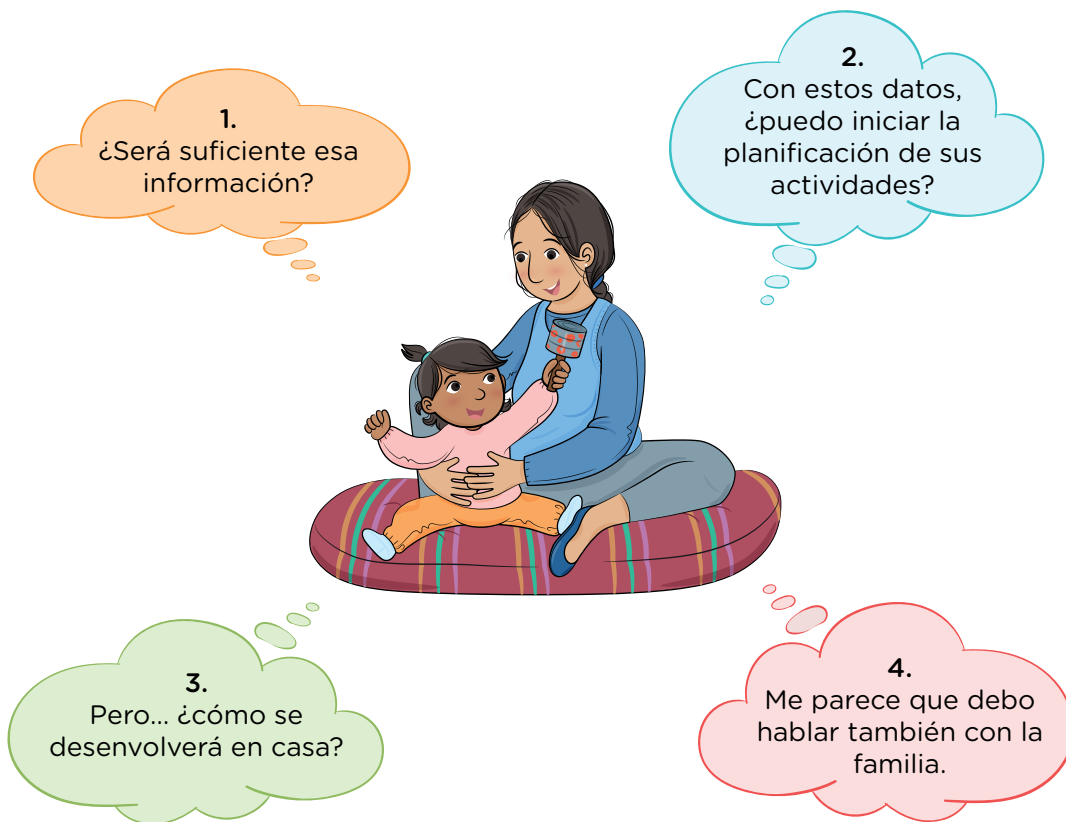 1.
¿Será suficiente esa
información?
2.
Con estos datos,
¿puedo iniciar la
planificación de sus
actividades?
3.
Pero... ¿cómo se
desenvolverá en casa?
4.
Me parece que debo
hablar también con la
familia.